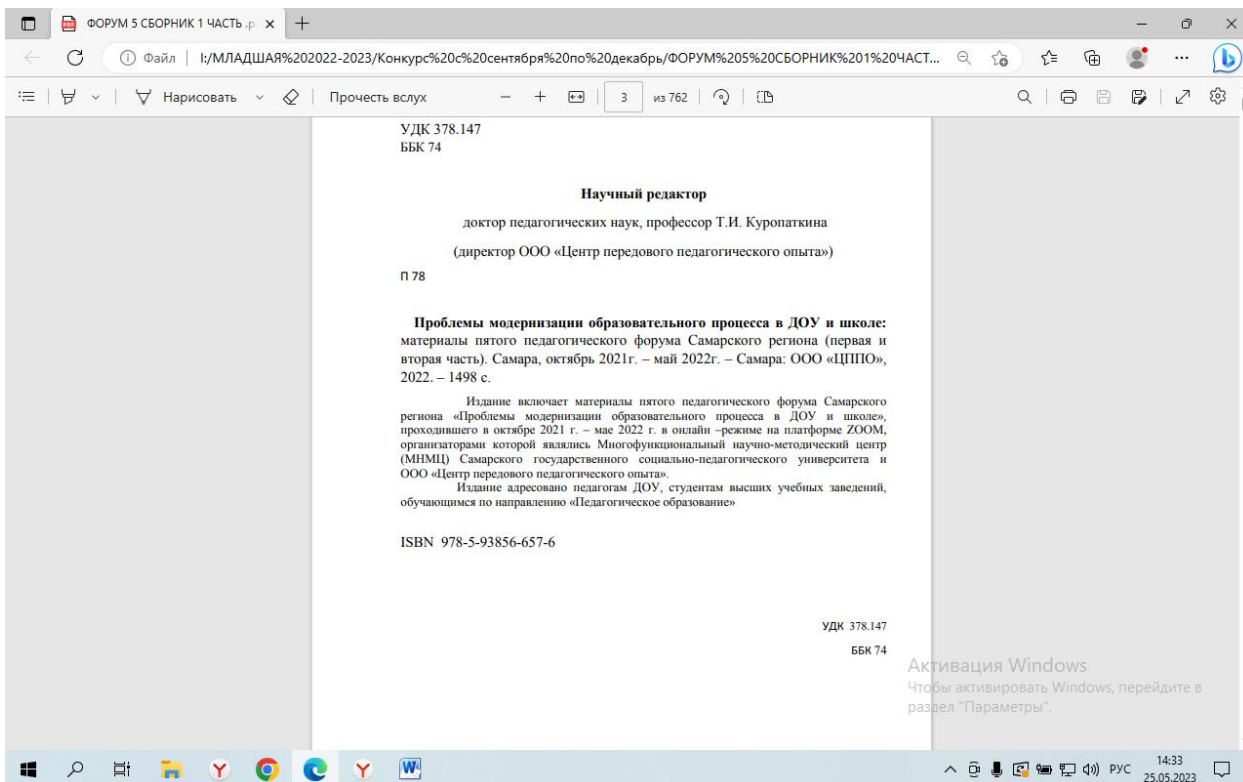 ФОРУМ 5 СБОРНИК 1 ЧАСТЬ .p
Файл
I:/МЛАДШАЯ%202022-2023/Конкурс%20с%20сентября%20по%20декабрь/ФОРУМ%205%20СБОРНИК%201%20ЧАСТ...
Нарисовать
Прочесть вслух
3
из 762
УДК 378.147
ББК 74
Научный редактор
доктор педагогических наук, профессор Т.И. Куропаткина
(директор ООО «Центр передового педагогического опыта»)
П 78
Проблемы модернизации образовательного процесса в ДОУ и школе:
материалы пятого педагогического форума Самарского региона (первая и
вторая часть). Самара, октябрь 2021г. – май 2022г. – Самара: ООО «ЦППО»,
2022. – 1498 с.
Издание включает материалы пятого педагогического форума Самарского
региона «Проблемы модернизации образовательного процесса в ДОУ и школе»,
проходившего в октябре 2021 г. – мае 2022 г. в онлайн –режиме на платформе ZOOM,
организаторами которой являлись Многофункциональный научно-методический центр
(МНМЦ) Самарского государственного социально-педагогического университета и
ООО «Центр передового педагогического опыта».
Издание адресовано педагогам ДОУ, студентам высших учебных заведений,
обучающимся по направлению «Педагогическое образование»
ISBN 978-5-93856-657-6
УДК 378.147
ББК 74
Активация Windows
Чтобы активировать Windows, перейдите в
раздел "Параметры".
РУС
14:33
25.05.2023